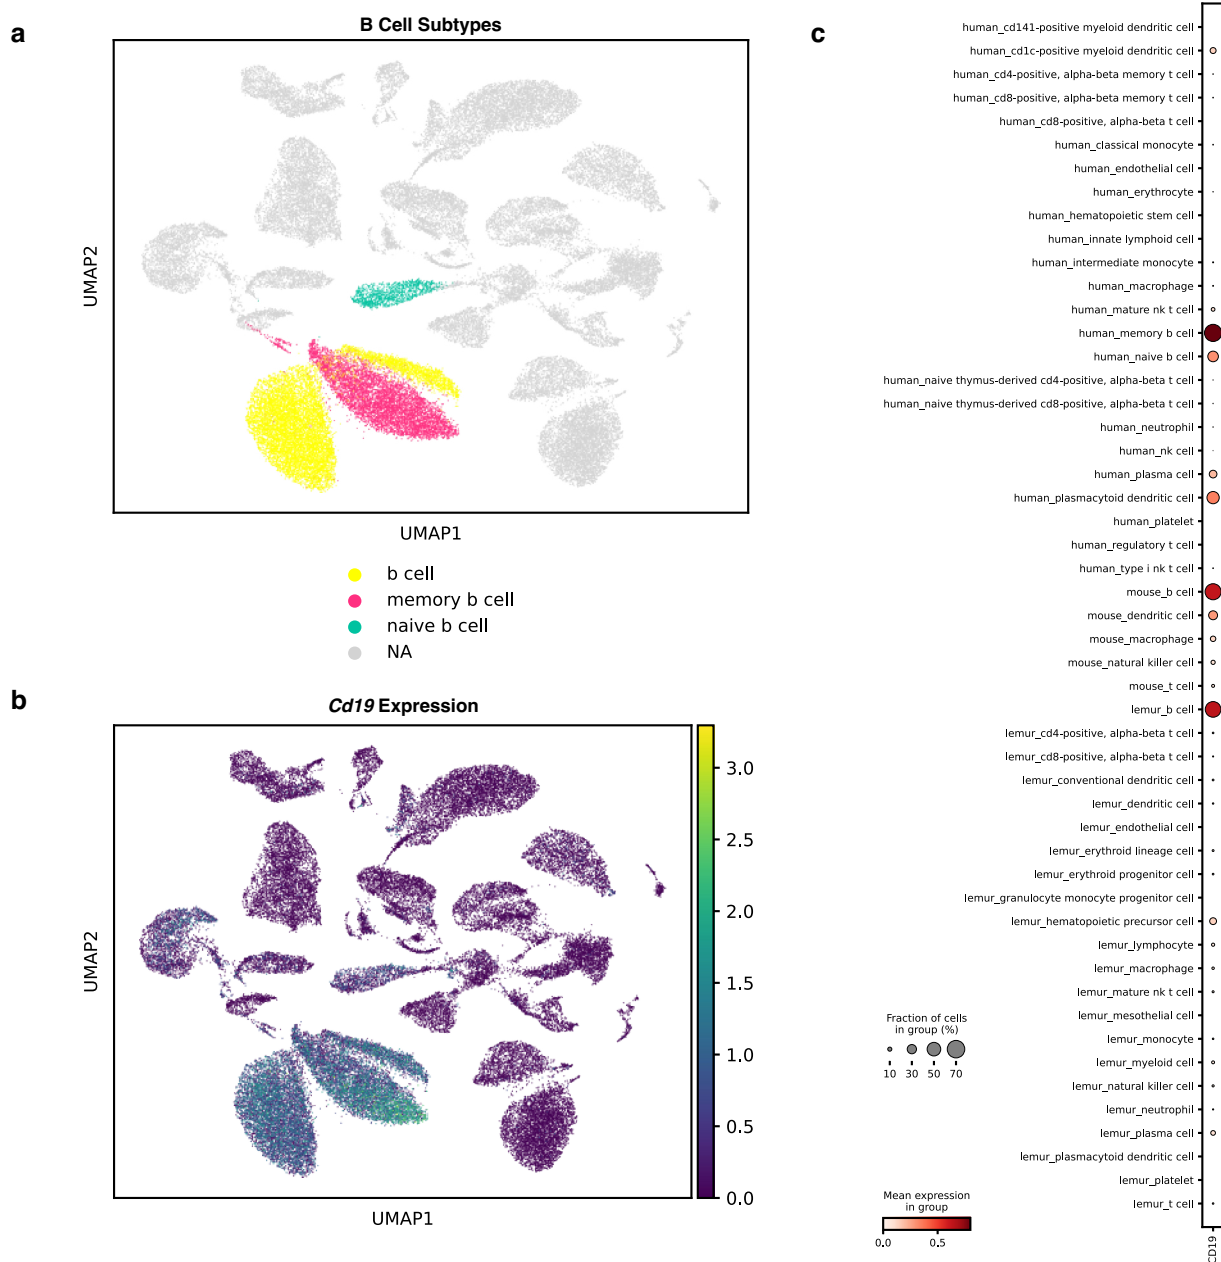 a
B Cell Subtypes
UMAP2
UMAP1
b cell
memory b cell
naive b cell
NA
b
Cd19 Expression
UMAP2
UMAP1
3.0
2.5
2.0
1.5
1.0
0.5
0.0
c
human_cd141-positive myeloid dendritic cell
human_cd1c-positive myeloid dendritic cell
human_cd4-positive, alpha-beta memory t cell
human_cd8-positive, alpha-beta memory t cell
human_cd8-positive, alpha-beta t cell
human_classical monocyte
human_endothelial cell
human_erythrocyte
human_hematopoietic stem cell
human_innate lymphoid cell
human_intermediate monocyte
human_macrophage
human_mature nk t cell
human_memory b cell
human_naive b cell
human_naive thymus-derived cd4-positive, alpha-beta t cell
human_naive thymus-derived cd8-positive, alpha-beta t cell
human_neutrophil
human_nk cell
human_plasma cell
human_plasmacytoid dendritic cell
human_platelet
human_regulatory t cell
human_type i nk t cell
mouse_b cell
mouse_dendritic cell
mouse_macrophage
mouse_natural killer cell
mouse_t cell
lemur_b cell
lemur_cd4-positive, alpha-beta t cell
lemur_cd8-positive, alpha-beta t cell
lemur_conventional dendritic cell
lemur_dendritic cell
lemur_endothelial cell
lemur_erythroid lineage cell
lemur_erythroid progenitor cell
lemur_granulocyte monocyte progenitor cell
lemur_hematopoietic precursor cell
lemur_lymphocyte
lemur_macrophage
lemur_mature nk t cell
lemur_mesothelial cell
lemur_monocyte
lemur_myeloid cell
lemur_natural killer cell
lemur_neutrophil
lemur_plasma cell
lemur_plasmacytoid dendritic cell
lemur_platelet
lemur_t cell
CD19
Fraction of cells
in group (%)
10 30 50 70
Mean expression
in group
0.0 0.5